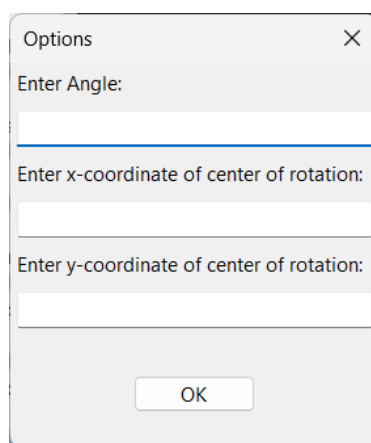 Options
Enter Angle:
Enter x-coordinate of center of rotation:
Enter y-coordinate of center of rotation:
OK